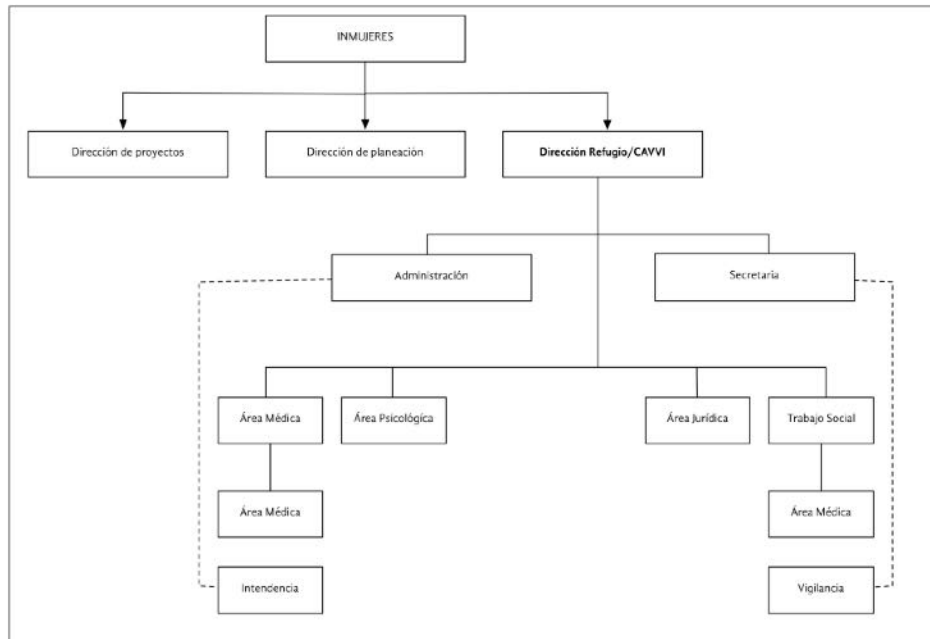 INMUJERES
Dirección de proyectos
Dirección de planeación
Dirección Refugio/CAVVI
Administración
Secretaria
Área Médica
Área Psicológíca
Área Jurídica
Trabajo Social
Área Médica
Área Médica
Intendencia
Vigilancia